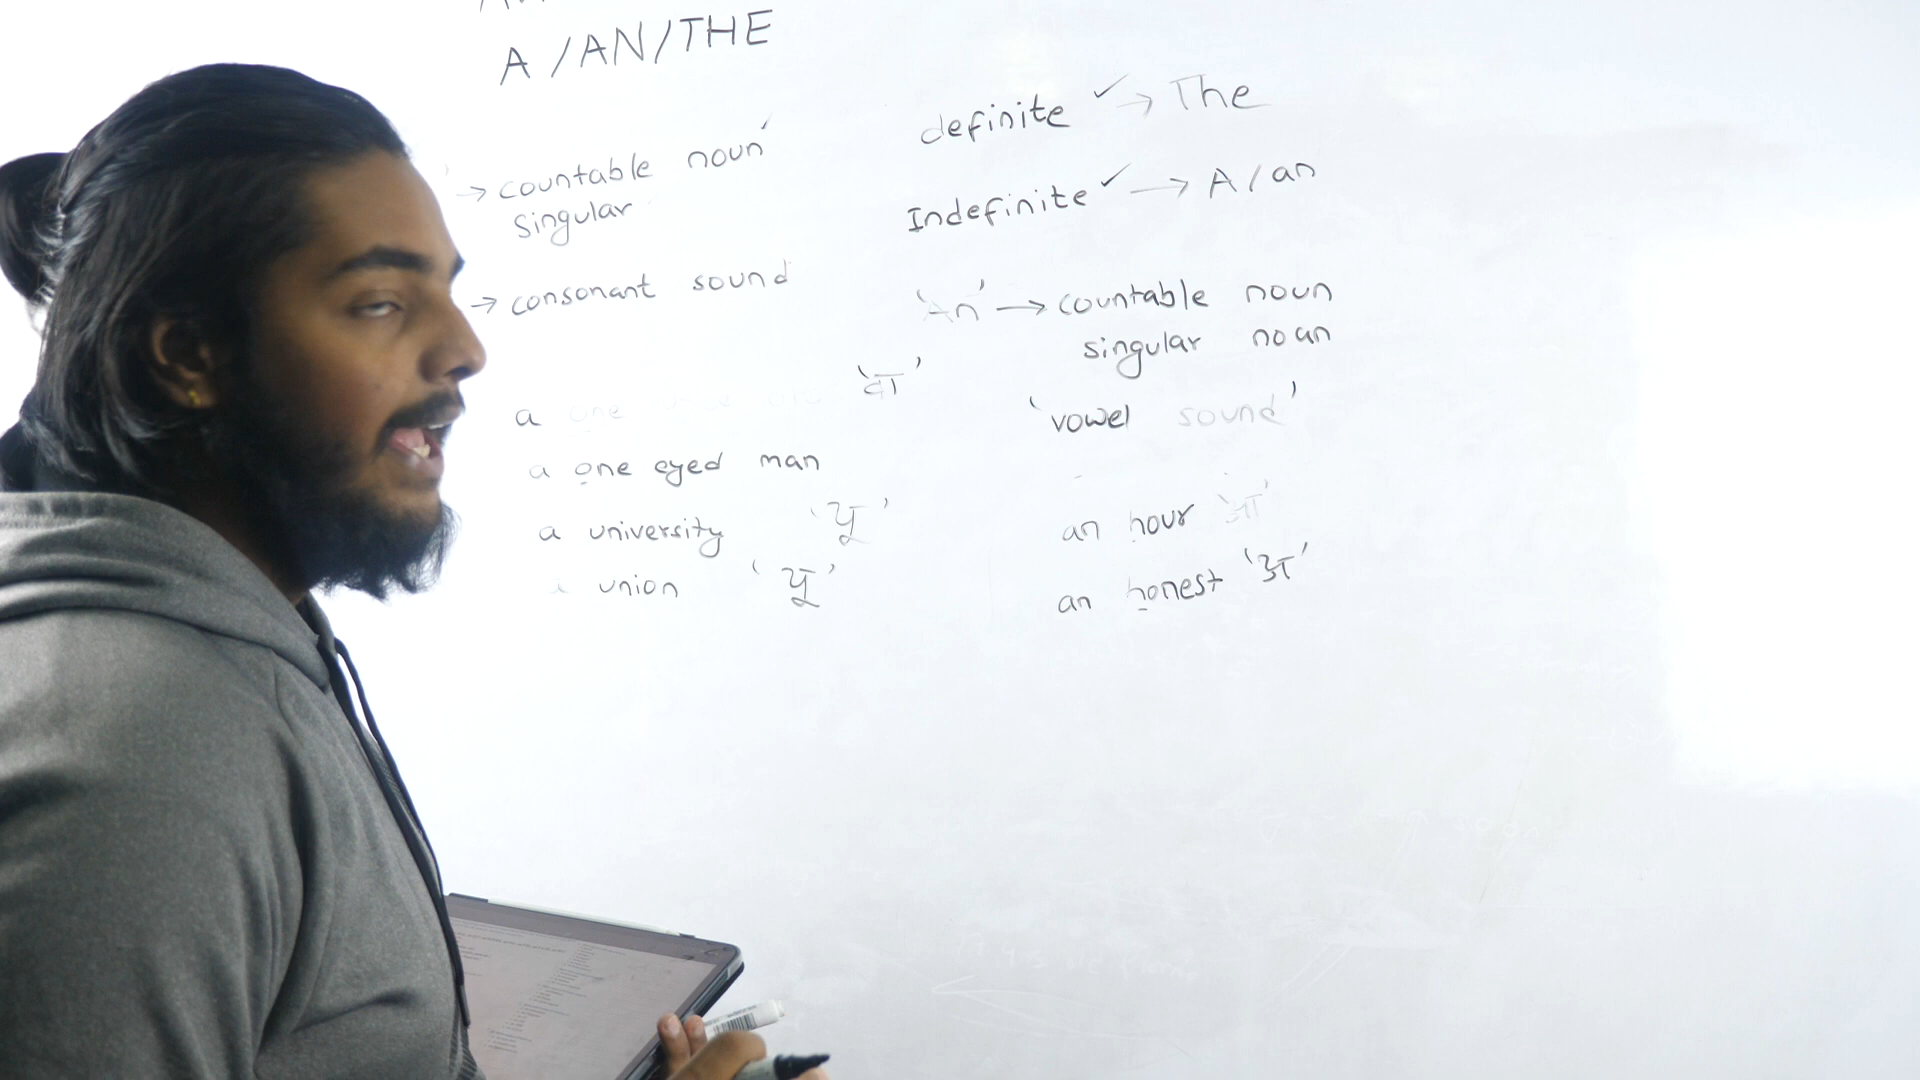 A / AN / THE
→ countable noun
singular
→ consonant sound
a one 'वा'
a one eyed man
a university 'यू'
a union 'यू'
definite ✓ → The
Indefinite ✓ → A / an
'An' → countable noun
singular noun
'vowel sound'
an hour 'आ'
an honest 'अ'